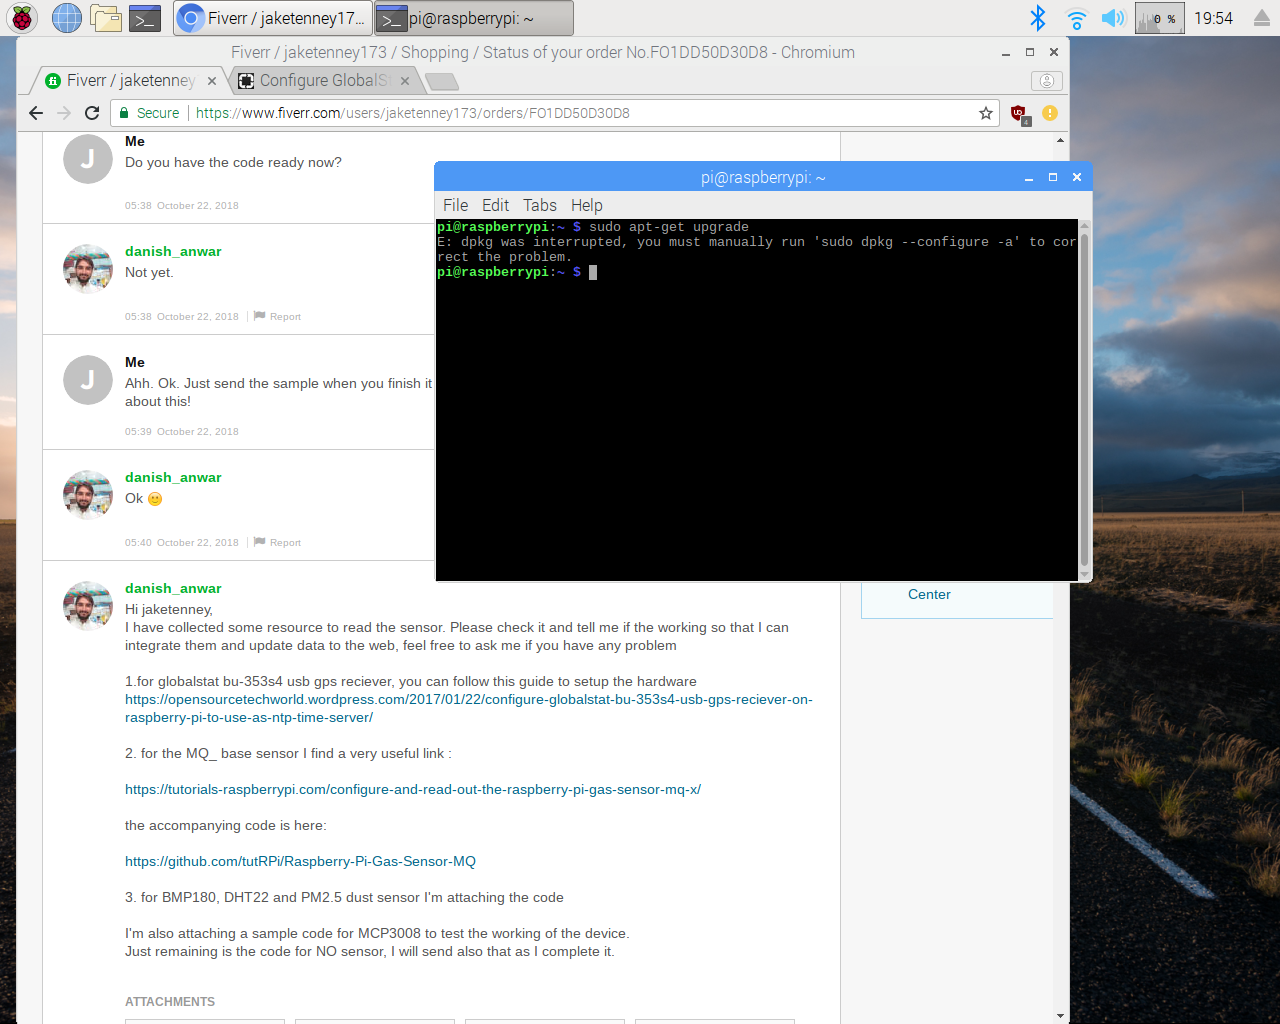 Fiverr / jaketenney17...
pi@raspberrypi: ~
0 %
19:54
Fiverr / jaketenney173 / Shopping / Status of your order No.FO1DD50D30D8 - Chromium
Fiverr / jaketenney
Configure GlobalS
Secure
https://www.fiverr.com/users/jaketenney173/orders/FO1DD50D30D8
4
J
Me
Do you have the code ready now?
05:38 October 22, 2018
danish_anwar
Not yet.
05:38 October 22, 2018 Report
J
Me
Ahh. Ok. Just send the sample when you finish it
about this!
05:39 October 22, 2018
danish_anwar
Ok 🙂
05:40 October 22, 2018 Report
pi@raspberrypi: ~
File Edit Tabs Help
pi@raspberrypi:~ $ sudo apt-get upgrade
E: dpkg was interrupted, you must manually run 'sudo dpkg --configure -a' to cor
rect the problem.
pi@raspberrypi:~ $
Center
danish_anwar
Hi jaketenney,
I have collected some resource to read the sensor. Please check it and tell me if the working so that I can
integrate them and update data to the web, feel free to ask me if you have any problem
1.for globalstat bu-353s4 usb gps reciever, you can follow this guide to setup the hardware
https://opensourcetechworld.wordpress.com/2017/01/22/configure-globalstat-bu-353s4-usb-gps-reciever-on-
raspberry-pi-to-use-as-ntp-time-server/
2. for the MQ_ base sensor I find a very useful link :
https://tutorials-raspberrypi.com/configure-and-read-out-the-raspberry-pi-gas-sensor-mq-x/
the accompanying code is here:
https://github.com/tutRPi/Raspberry-Pi-Gas-Sensor-MQ
3. for BMP180, DHT22 and PM2.5 dust sensor I'm attaching the code
I'm also attaching a sample code for MCP3008 to test the working of the device.
Just remaining is the code for NO sensor, I will send also that as I complete it.
ATTACHMENTS